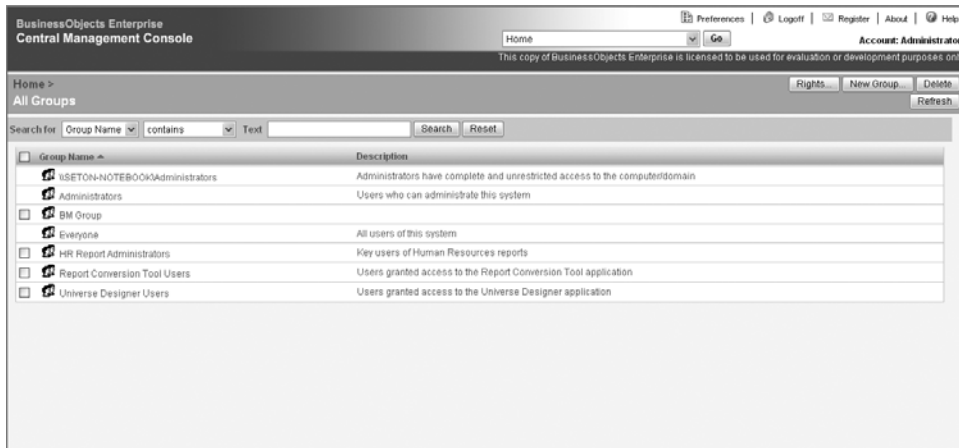 BusinessObjects Enterprise
Central Management Console
Preferences | Logoff | Register | About | Help
Home Go Account: Administrator
This copy of BusinessObjects Enterprise is licensed to be used for evaluation or development purposes onl
Home >
All Groups
Rights... New Group... Delete
Refresh
Search for Group Name contains Text Search Reset
Group Name Description
\\SETON-NOTEBOOK\Administrators Administrators have complete and unrestricted access to the computer/domain
Administrators Users who can administrate this system
BM Group
Everyone All users of this system
HR Report Administrators Key users of Human Resources reports
Report Conversion Tool Users Users granted access to the Report Conversion Tool application
Universe Designer Users Users granted access to the Universe Designer application